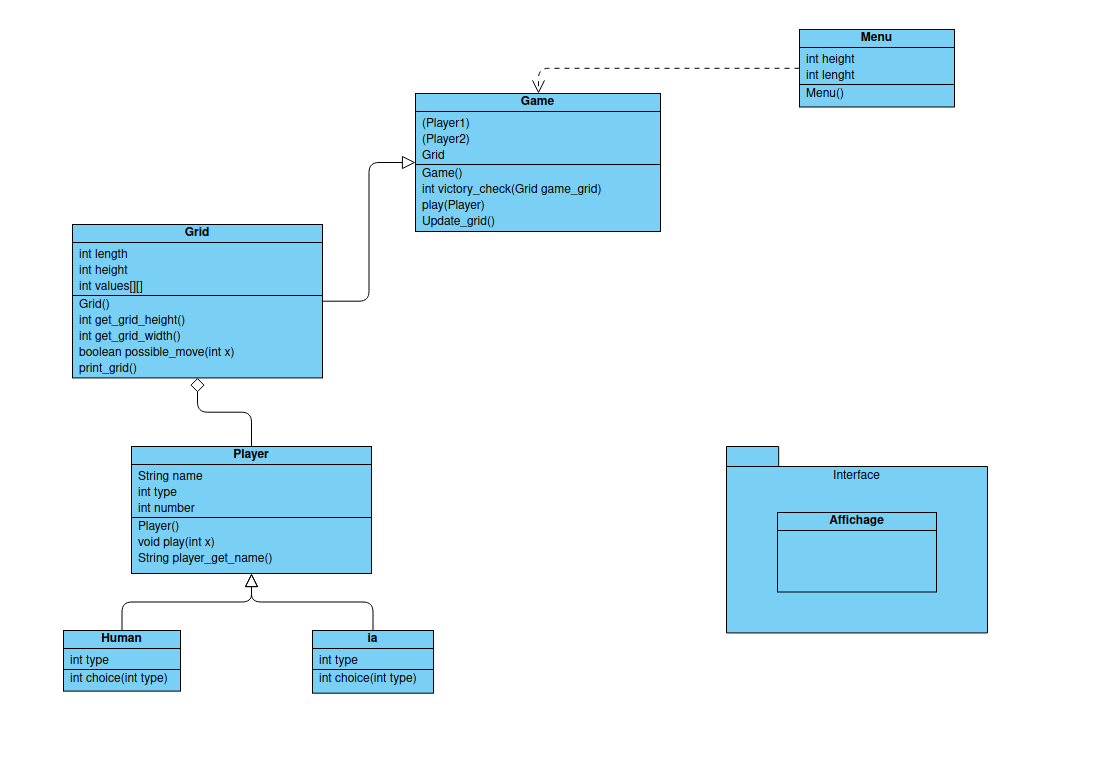 Menu
int height
int lenght
Menu()
Game
(Player1)
(Player2)
Grid
Game()
int victory_check(Grid game_grid)
play(Player)
Update_grid()
Grid
int length
int height
int values[][]
Grid()
int get_grid_height()
int get_grid_width()
boolean possible_move(int x)
print_grid()
Player
String name
int type
int number
Player()
void play(int x)
String player_get_name()
Interface
Affichage
Human
int type
int choice(int type)
ia
int type
int choice(int type)